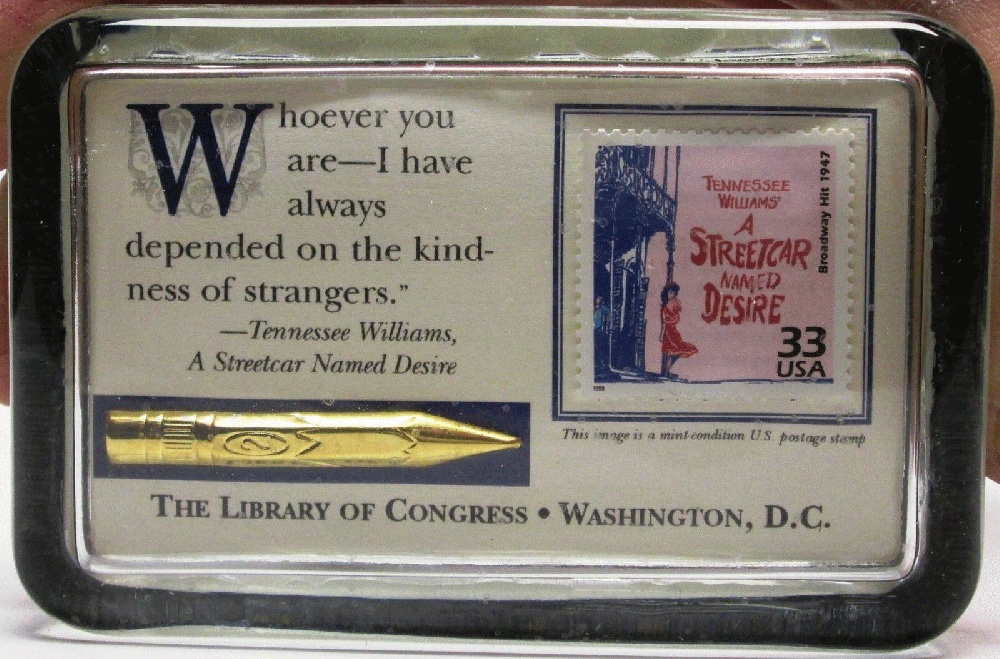 Whoever you
are—I have
always
depended on the kind-
ness of strangers."
—Tennessee Williams,
A Streetcar Named Desire
TENNESSEE
WILLIAMS'
A
STREETCAR
NAMED
DESIRE
Broadway Hit 1947
33
USA
This image is a mint-condition U.S. postage stamp
2
THE LIBRARY OF CONGRESS • WASHINGTON, D.C.